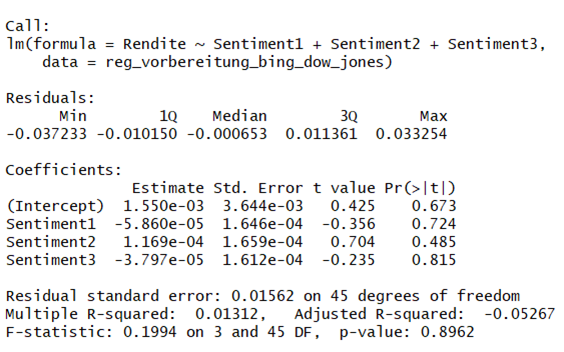 Call:
lm(formula = Rendite ~ Sentiment1 + Sentiment2 + Sentiment3,
    data = reg_vorbereitung_bing_dow_jones)
Residuals:
      Min        1Q    Median        3Q       Max
-0.037233 -0.010150 -0.000653  0.011361  0.033254
Coefficients:
              Estimate Std. Error t value Pr(>|t|)
(Intercept)  1.550e-03  3.644e-03   0.425    0.673
Sentiment1  -5.860e-05  1.646e-04  -0.356    0.724
Sentiment2   1.169e-04  1.659e-04   0.704    0.485
Sentiment3  -3.797e-05  1.612e-04  -0.235    0.815
Residual standard error: 0.01562 on 45 degrees of freedom
Multiple R-squared:  0.01312,   Adjusted R-squared:  -0.05267
F-statistic: 0.1994 on 3 and 45 DF,  p-value: 0.8962